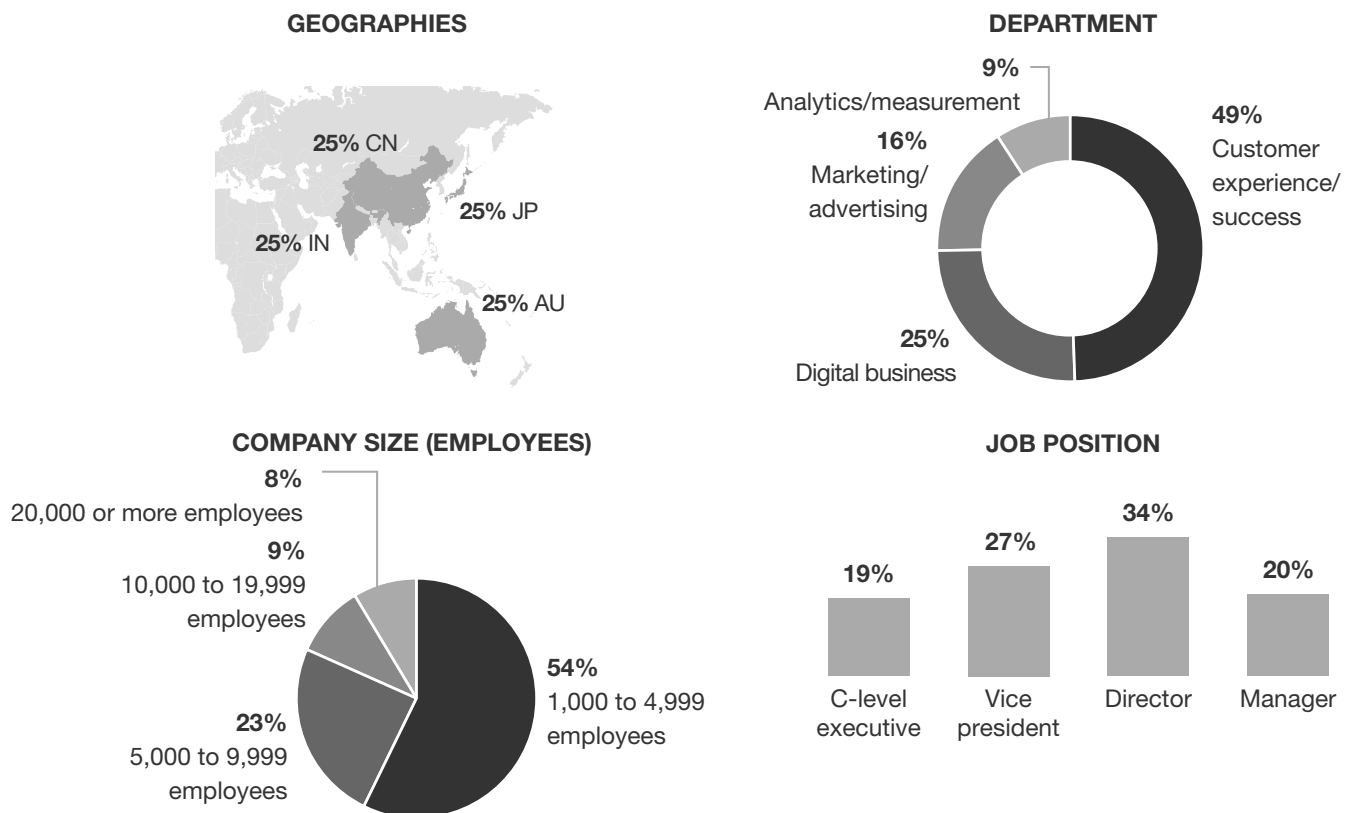 GEOGRAPHIES
25% CN
25% JP
25% IN
25% AU
DEPARTMENT
9%
Analytics/measurement
16%
Marketing/
advertising
25%
Digital business
49%
Customer
experience/
success
COMPANY SIZE (EMPLOYEES)
8%
20,000 or more employees
9%
10,000 to 19,999
employees
23%
5,000 to 9,999
employees
54%
1,000 to 4,999
employees
JOB POSITION
19%
C-level
executive
27%
Vice
president
34%
Director
20%
Manager